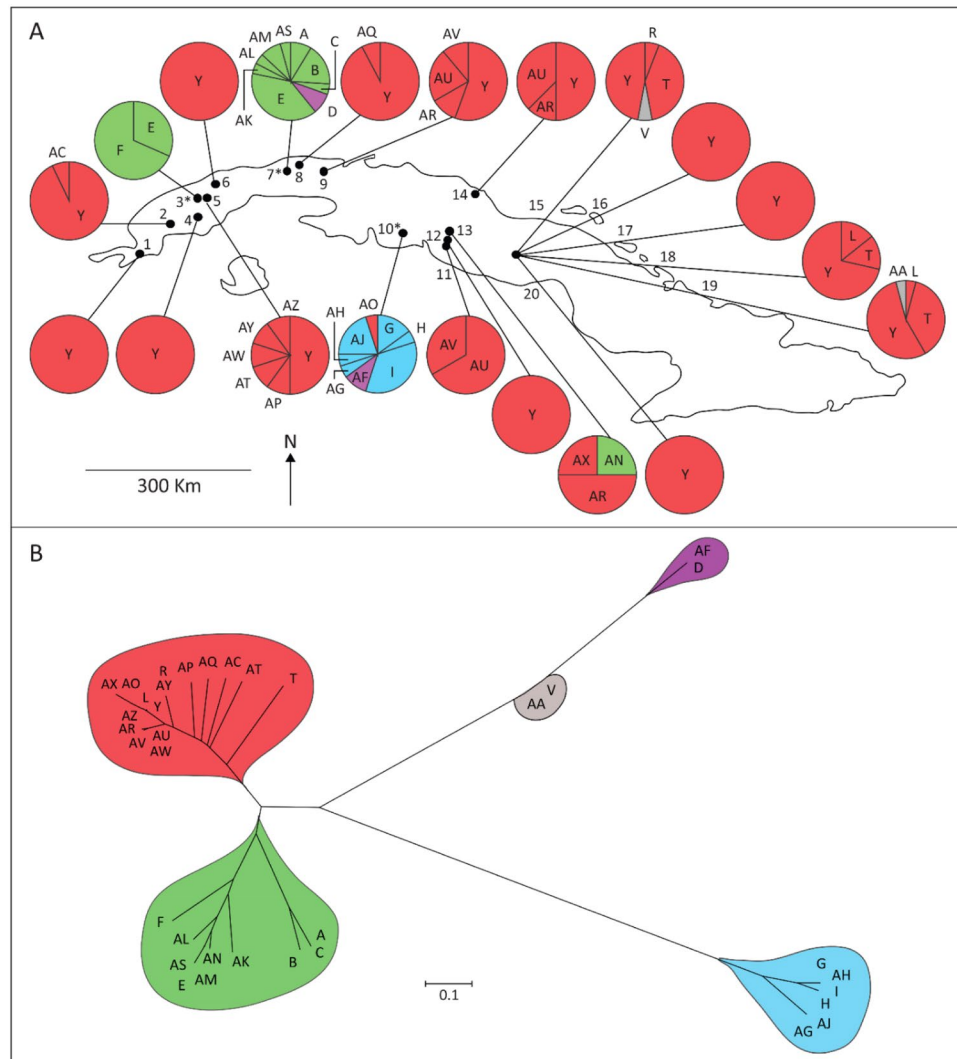 A
AS
AM
A
C
AQ
AV
R
AL
B
Y
AU
Y
AU
Y
Y
T
Y
E
D
Y
AR
AR
V
AK
E
F
Y
AC
Y
6
7*
8
9
14
15
16
Y
3*
5
2
4
17
L
T
Y
10*
13
12
18
1
11
19
AA
L
20
AZ
AO
T
AY
AH
G
H
Y
Y
Y
AW
Y
AJ
AV
AU
I
AT
AG
AF
AP
Y
N
AX
AN
Y
AR
300 Km
B
AF
D
R
AP
AQ
AC
AT
V
AX
AO
AY
T
AA
L
Y
AZ
AR
AU
AV
AW
F
A
AL
C
AN
AK
B
AS
E
AM
0.1
G
AH
I
H
AG
AJ